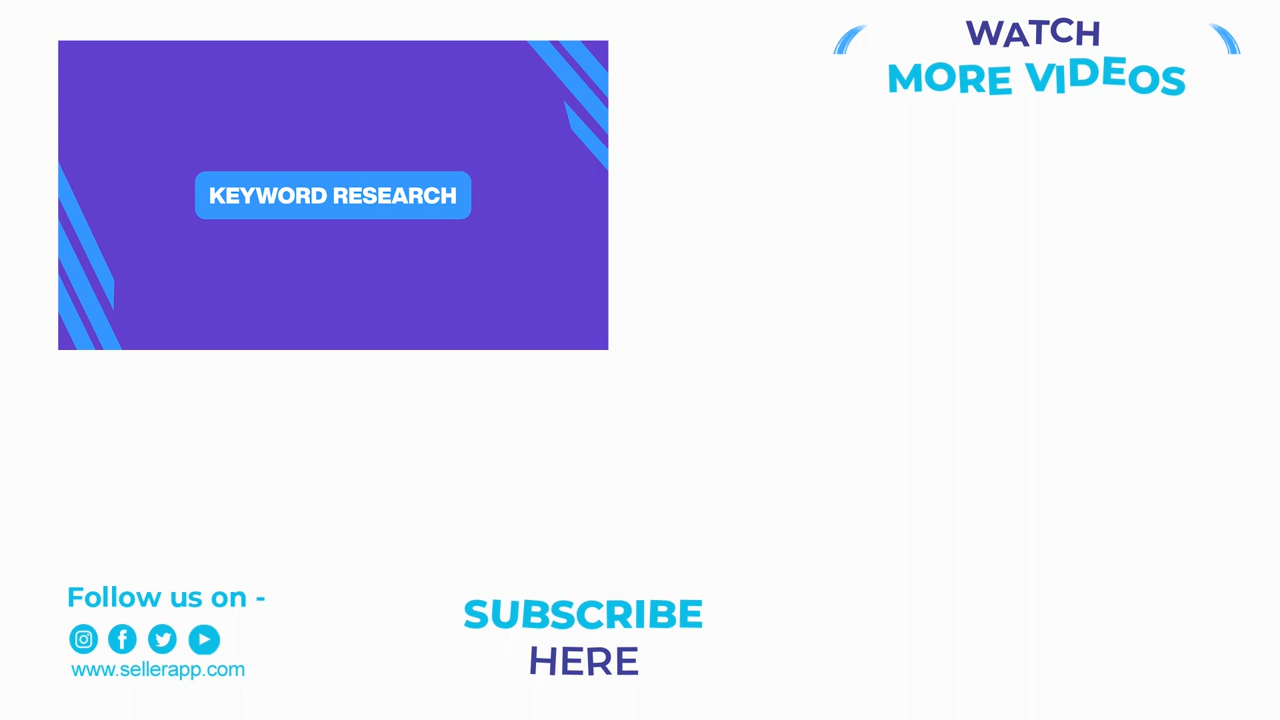 WATCH
MORE VIDEOS
KEYWORD RESEARCH
Follow us on -
www.sellerapp.com
SUBSCRIBE
HERE